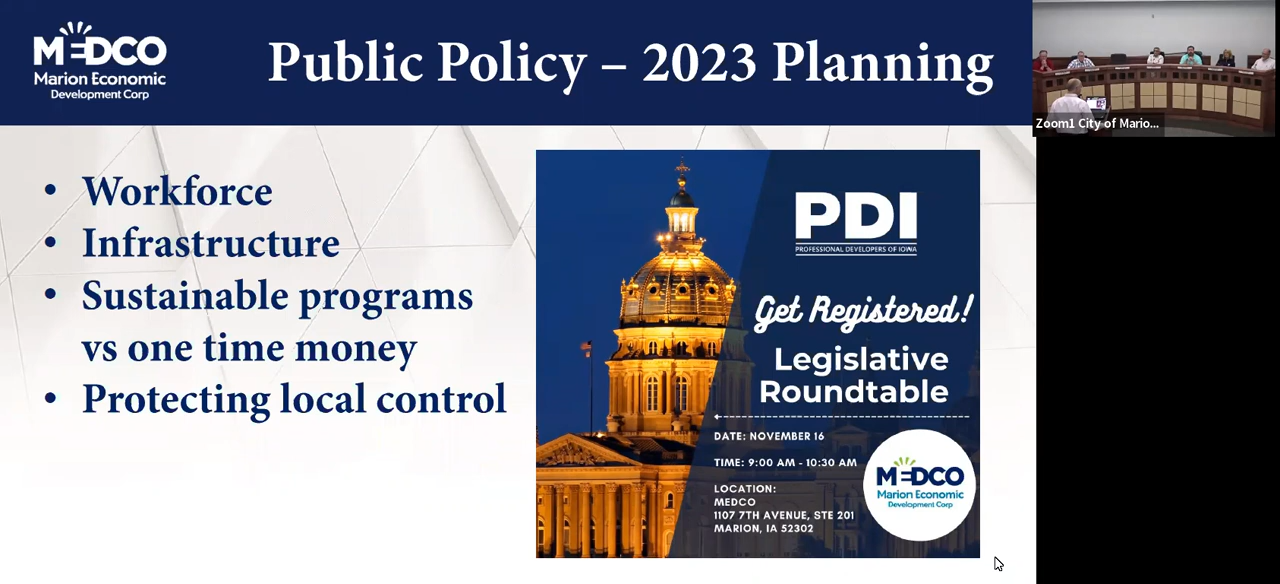 MEDCO
Marion Economic
Development Corp
Public Policy – 2023 Planning
Zoom1 City of Mario...
• Workforce
• Infrastructure
• Sustainable programs
vs one time money
• Protecting local control
PDI
PROFESSIONAL DEVELOPERS OF IOWA
Get Registered!
Legislative
Roundtable
DATE: NOVEMBER 16
TIME: 9:00 AM - 10:30 AM
LOCATION:
MEDCO
1107 7TH AVENUE, STE 201
MARION, IA 52302
MEDCO
Marion Economic
Development Corp